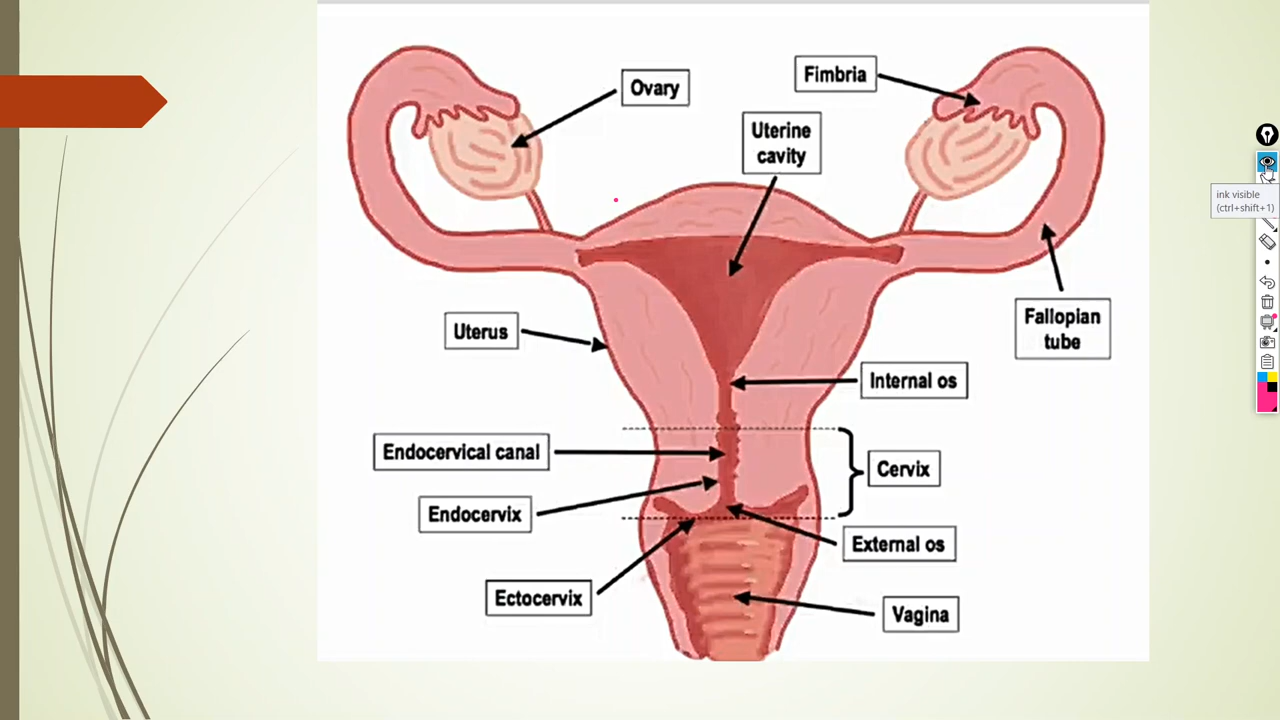 Ovary
Fimbria
Uterine
cavity
Uterus
Fallopian
tube
Internal os
Endocervical canal
Cervix
Endocervix
External os
Ectocervix
Vagina
ink visible
(ctrl+shift+1)